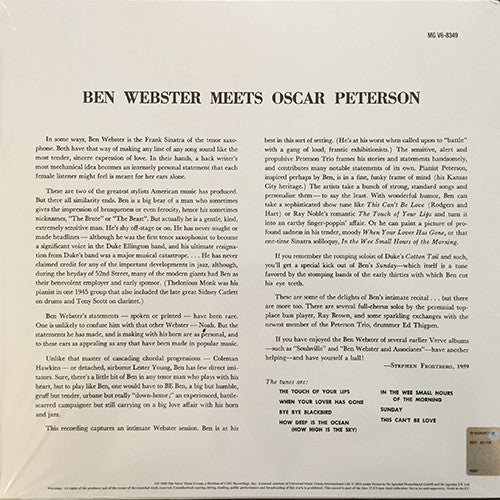 MG V6-8349
BEN WEBSTER MEETS OSCAR PETERSON
In some ways, Ben Webster is the Frank Sinatra of the tenor saxo-
phone. Both have that way of making any line of any song sound like the
most tender, sincere expression of love. In their hands, a hack writer's
most mechanical idea becomes an intensely personal statement that each
female listener might feel is meant for her ears alone.
These are two of the greatest stylists American music has produced.
But there all similarity ends. Ben is a big bear of a man who sometimes
gives the impression of brusqueness or even ferocity, hence his sometimes
nicknames, "The Brute" or "The Beast". But actually he is a gentle, kind,
extremely sensitive man. He's shy off-stage or on. He has never sought or
made headlines — although he was the first tenor saxophonist to become
a significant voice in the Duke Ellington band, and his ultimate resigna-
tion from Duke's band was a major musical catastrophe. . . . He has never
claimed credit for any of the important developments in jazz, although,
during the heyday of 52nd Street, many of the modern giants had Ben as
their benevolent employer and early sponsor. (Thelonious Monk was his
pianist in one 1945 group that also included the late great Sidney Catlett
on drums and Tony Scott on clarinet.)
Ben Webster's statements — spoken or printed — have been rare.
One is unlikely to confuse him with that other Webster — Noah. But the
statements he has made, and is making with his horn are as personal, and
to these ears as appealing as any that have been made in popular music.
Unlike that master of cascading chordal progressions — Coleman
Hawkins — or detached, airborne Lester Young, Ben has few direct imi-
tators. Sure, there's a little bit of Ben in any tenor man who plays with his
heart, but to play like Ben, one would have to BE Ben, a big but humble,
gruff but tender, urbane but really "down-home;" an experienced, battle-
scarred campaigner but still carrying on a big love affair with his horn
and jazz.
This recording captures an intimate Webster session. Ben is at his
best in this sort of setting. (He's at his worst when called upon to "battle"
with a gang of loud, frantic exhibitionists.) The sensitive, alert and
propulsive Peterson Trio frames his stories and statements handsomely,
and contributes many notable statements of its own. Pianist Peterson,
inspired perhaps by Ben, is in a fine, funky frame of mind (his Kansas
City heritage.) The artists take a bunch of strong, standard songs and
personalise them — to say the least. With wonderful humor, Ben can
take a sophisticated show tune like This Can't Be Love (Rodgers and
Hart) or Ray Noble's romantic The Touch of Your Lips and turn it
into an earthy finger-poppin' affair. Or he can paint a picture of pro-
found sadness in his tender, moody When Your Lover Has Gone, or that
one-time Sinatra soliloquy, In the Wee Small Hours of the Morning.
If you remember the romping soloist of Duke's Cotton Tail and such,
you'll get a special kick out of Ben's Sunday—which itself is a tune
favored by the stomping bands of the early thirties with which Ben cut
his eye teeth.
These are some of the delights of Ben's intimate recital . . . but there
are more too. There are several full-chorus solos by the perennial top-
place bass player, Ray Brown, and some sparkling exchanges with the
newest member of the Peterson Trio, drummer Ed Thigpen.
If you have enjoyed the Ben Webster of several earlier Verve albums
—such as "Soulville" and "Ben Webster and Associates"—have another
helping—and have yourself a ball!
—STEPHEN FROSTBERG, 1959
The tunes are:
THE TOUCH OF YOUR LIPS
WHEN YOUR LOVER HAS GONE
BYE BYE BLACKBIRD
HOW DEEP IS THE OCEAN
(HOW HIGH IS THE SKY)
IN THE WEE SMALL HOURS
OF THE MORNING
SUNDAY
THIS CAN'T BE LOVE